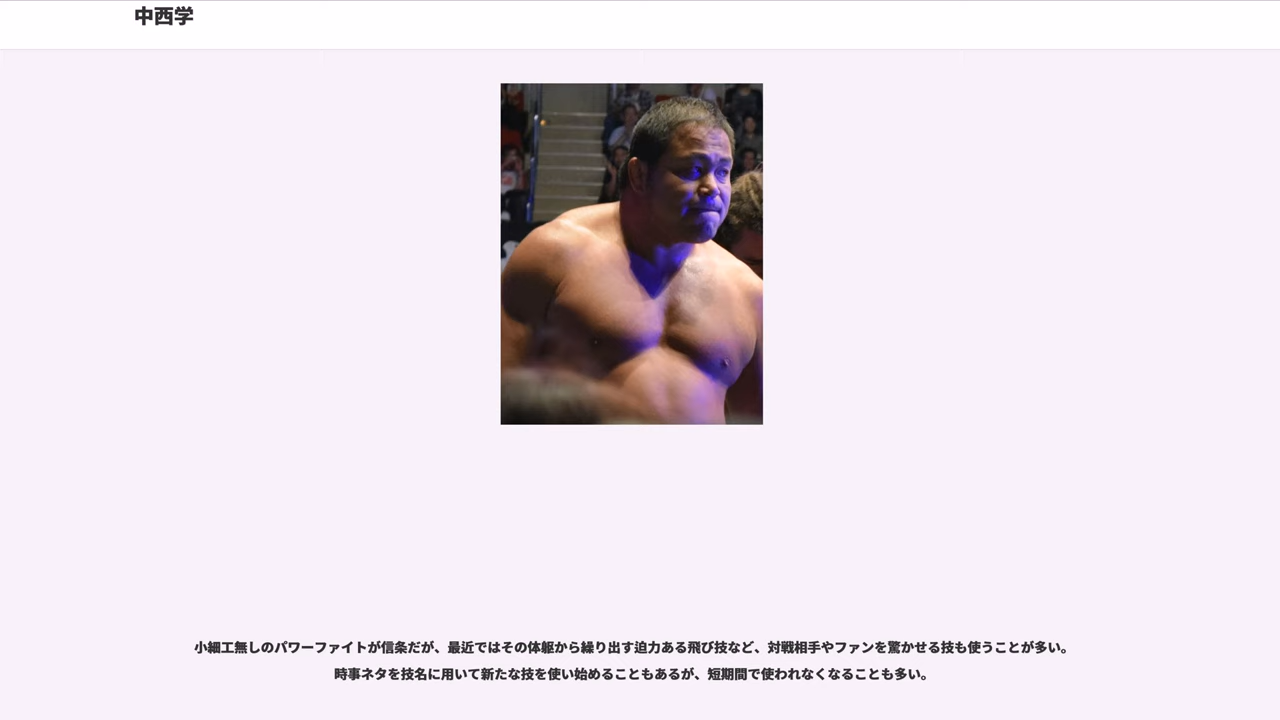 中西学
小細工無しのパワーファイトが信条だが、最近ではその体躯から繰り出す迫力ある飛び技など、対戦相手やファンを驚かせる技も使うことが多い。
時事ネタを技名に用いて新たな技を使い始めることもあるが、短期間で使われなくなることも多い。